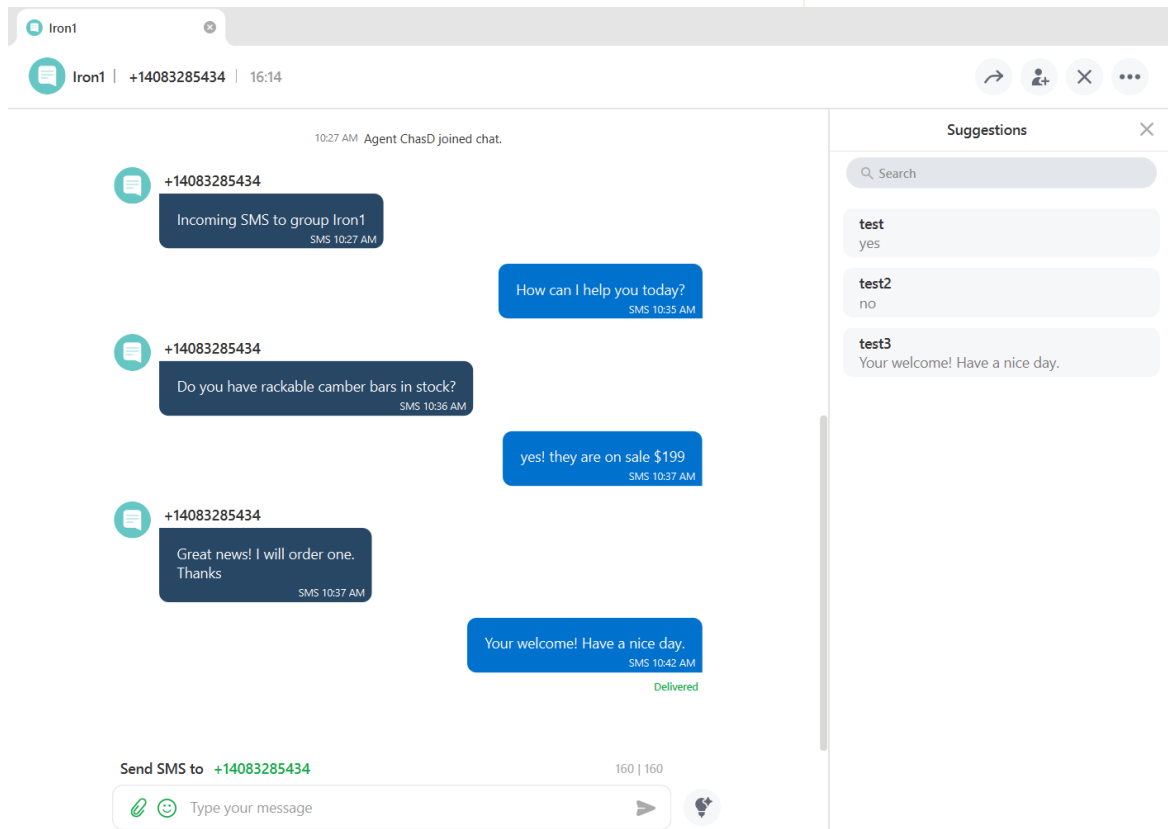 Iron1
Iron1 | +14083285434 | 16:14
10:27 AM Agent ChasD joined chat.
+14083285434
Incoming SMS to group Iron1
SMS 10:27 AM
How can I help you today?
SMS 10:35 AM
+14083285434
Do you have rackable camber bars in stock?
SMS 10:36 AM
yes! they are on sale $199
SMS 10:37 AM
+14083285434
Great news! I will order one.
Thanks
SMS 10:37 AM
Your welcome! Have a nice day.
SMS 10:42 AM
Delivered
Send SMS to +14083285434
160 | 160
Type your message
Suggestions
Search
test
yes
test2
no
test3
Your welcome! Have a nice day.